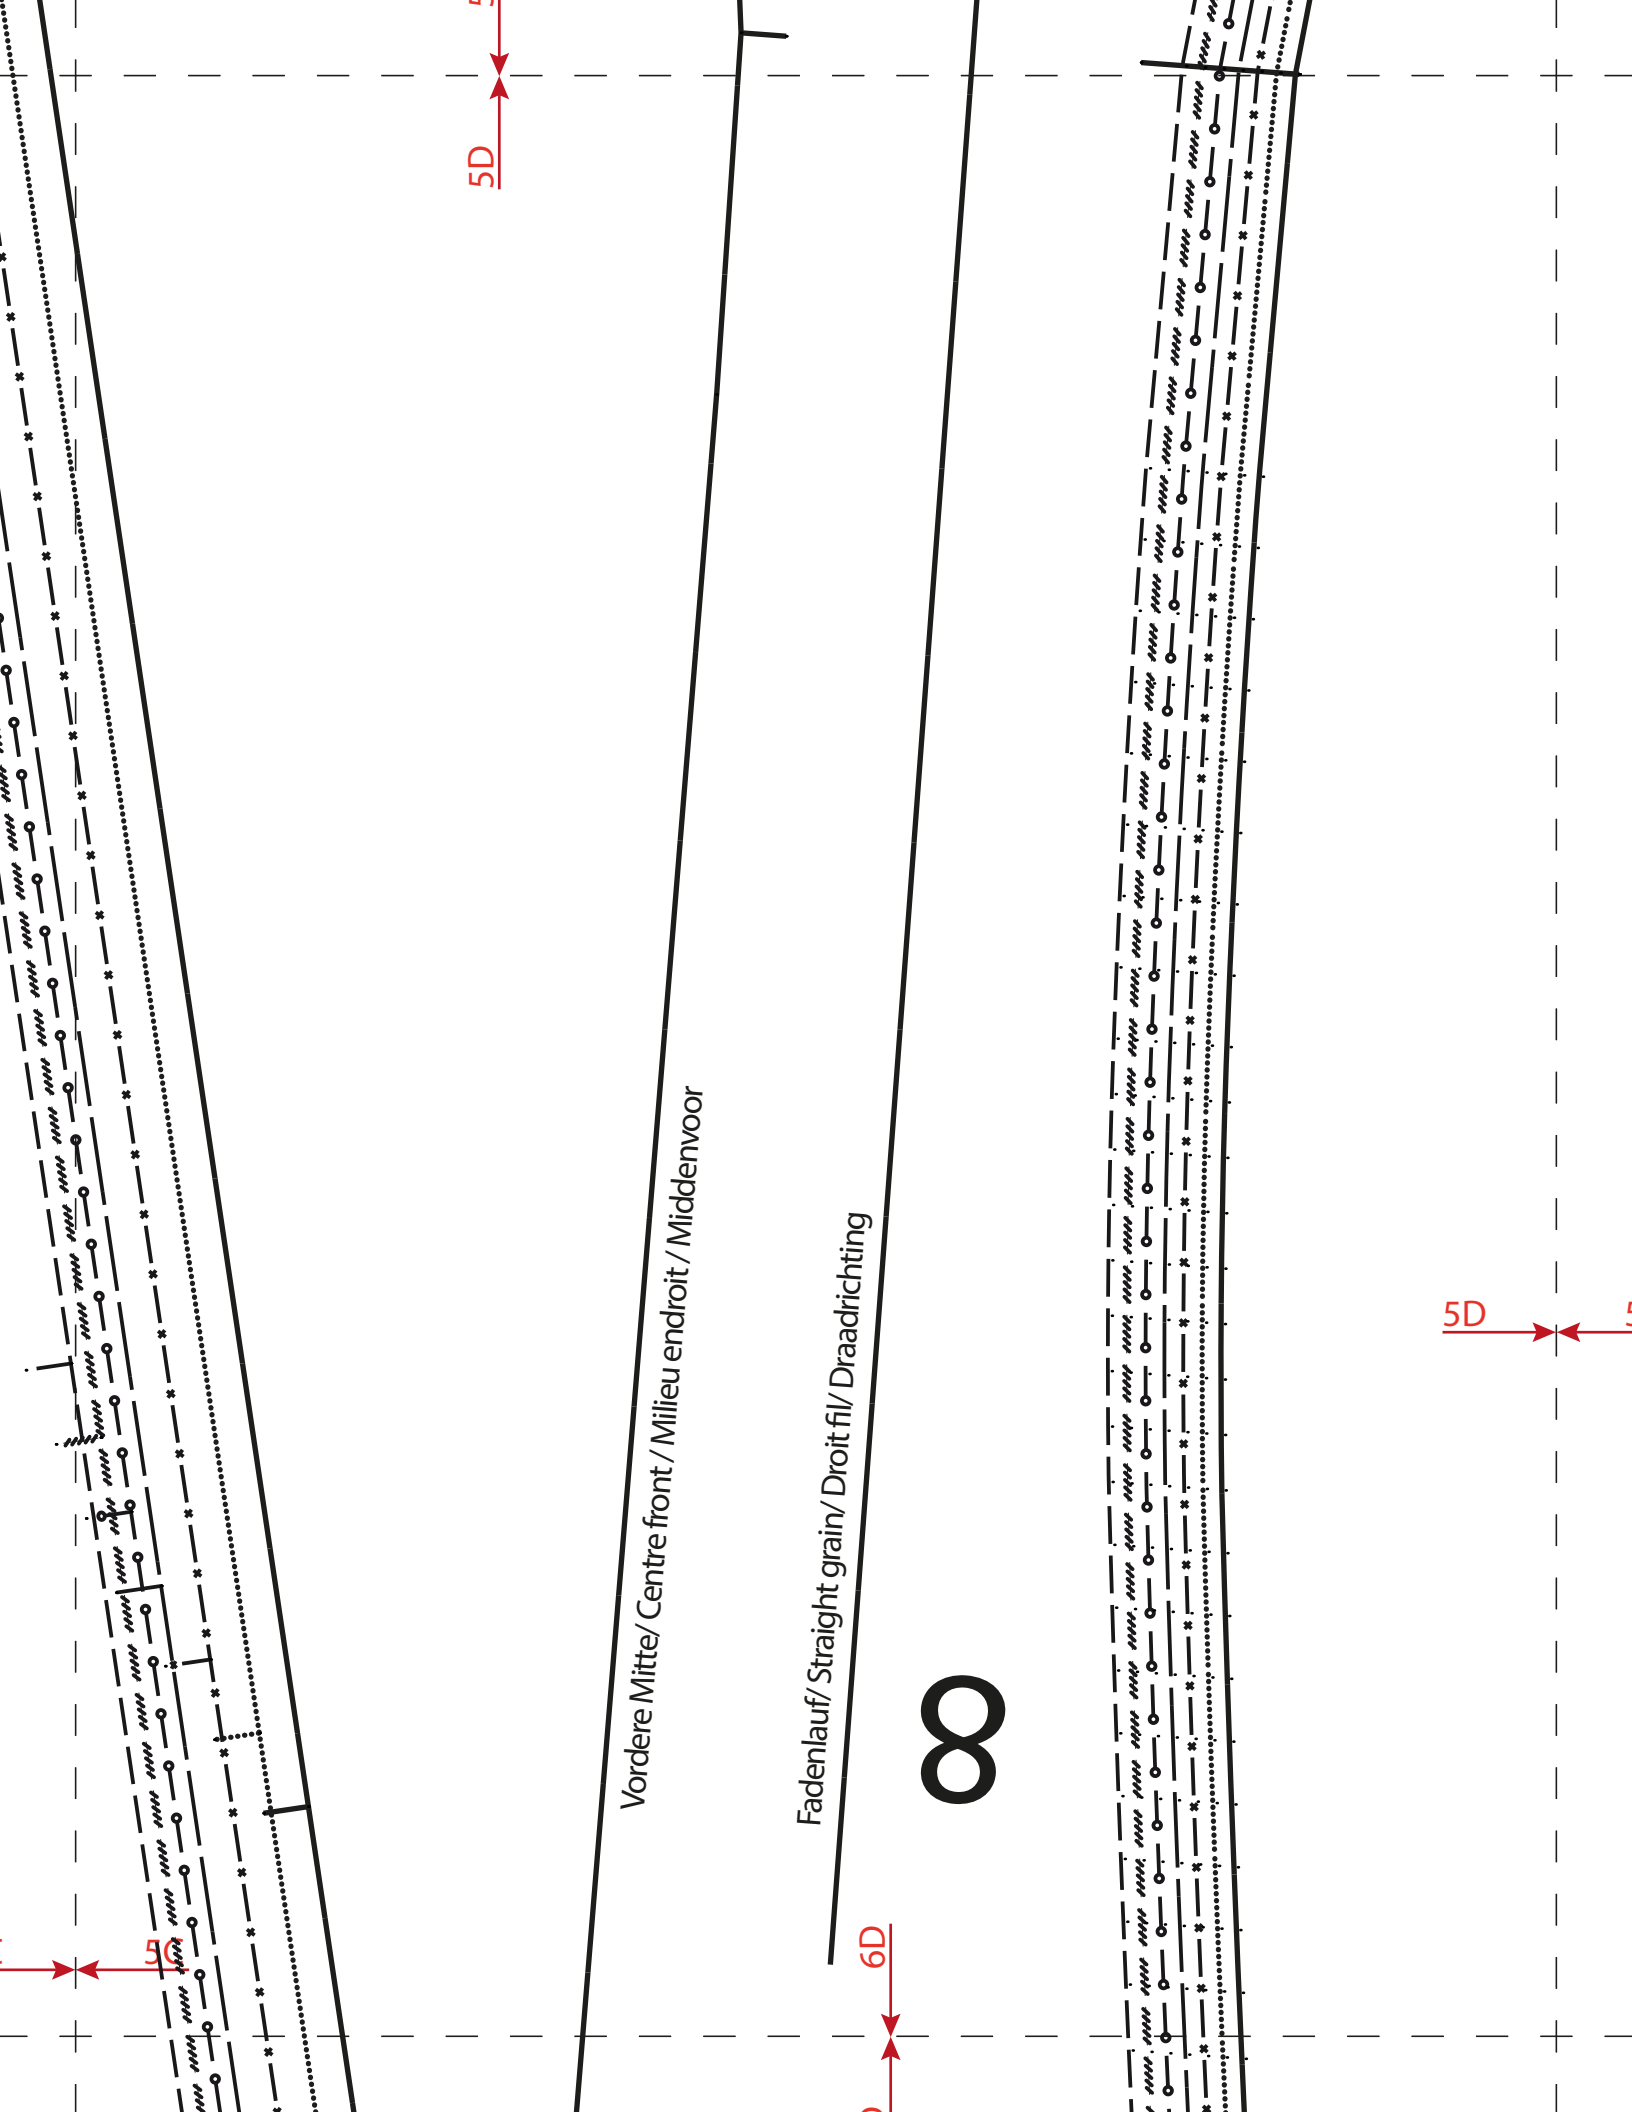 5D
Vordere Mitte/ Centre front / Milieu endroit / Middenvoor
Fadenlauf/ Straight grain/ Droit fil/ Draadrichting
5D
8
5C
6D